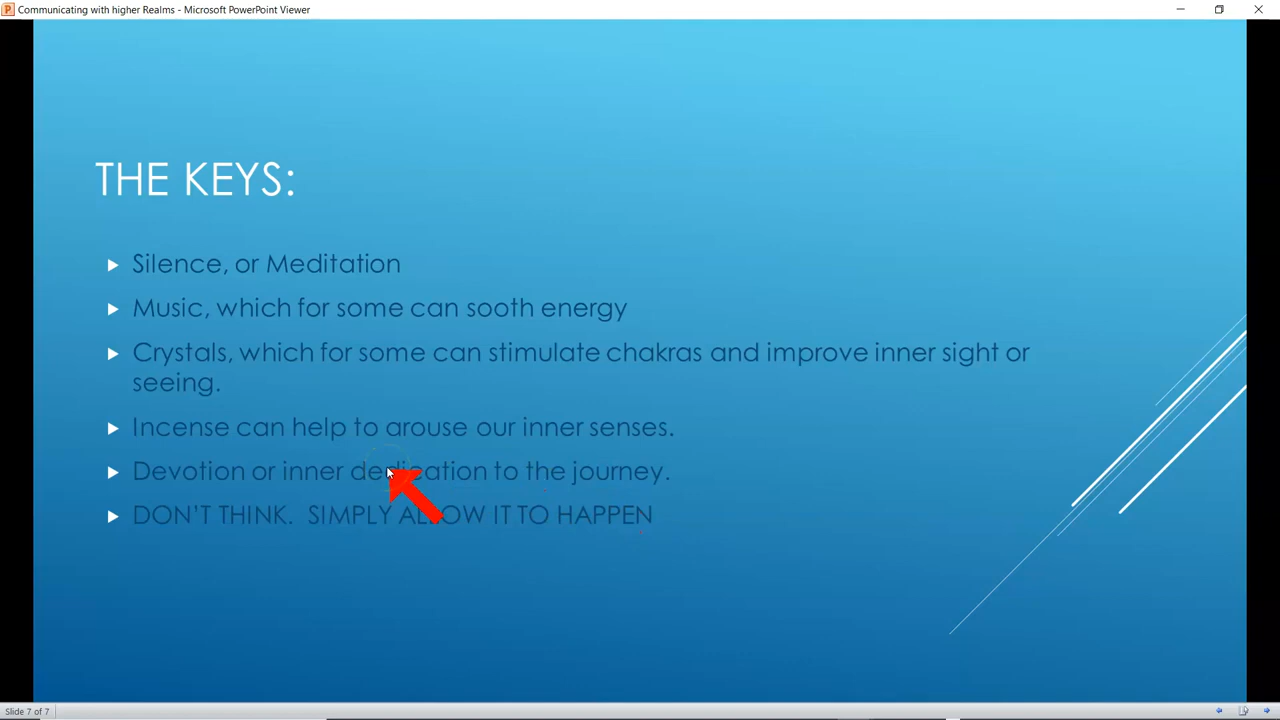 Communicating with higher Realms - Microsoft PowerPoint Viewer
THE KEYS:
Silence, or Meditation
Music, which for some can sooth energy
Crystals, which for some can stimulate chakras and improve inner sight or
seeing.
Incense can help to arouse our inner senses.
Devotion or inner dedication to the journey.
DON'T THINK.  SIMPLY ALLOW IT TO HAPPEN
Slide 7 of 7